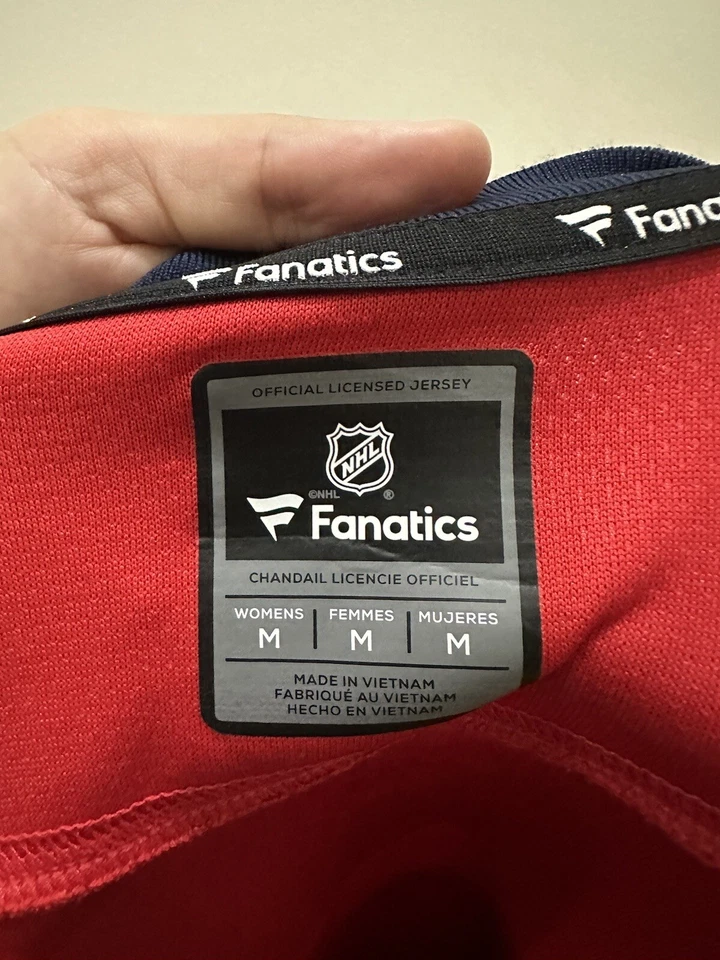 Fanatics
Fana
OFFICIAL LICENSED JERSEY
NHL
©NHL ®
Fanatics
CHANDAIL LICENCIE OFFICIEL
WOMENS FEMMES MUJERES
M M M
MADE IN VIETNAM
FABRIQUÉ AU VIETNAM
HECHO EN VIETNAM